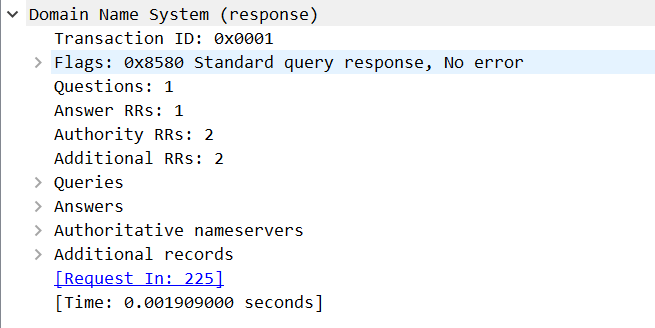 Domain Name System (response)
Transaction ID: 0x0001
Flags: 0x8580 Standard query response, No error
Questions: 1
Answer RRs: 1
Authority RRs: 2
Additional RRs: 2
Queries
Answers
Authoritative nameservers
Additional records
[Request In: 225]
[Time: 0.001909000 seconds]